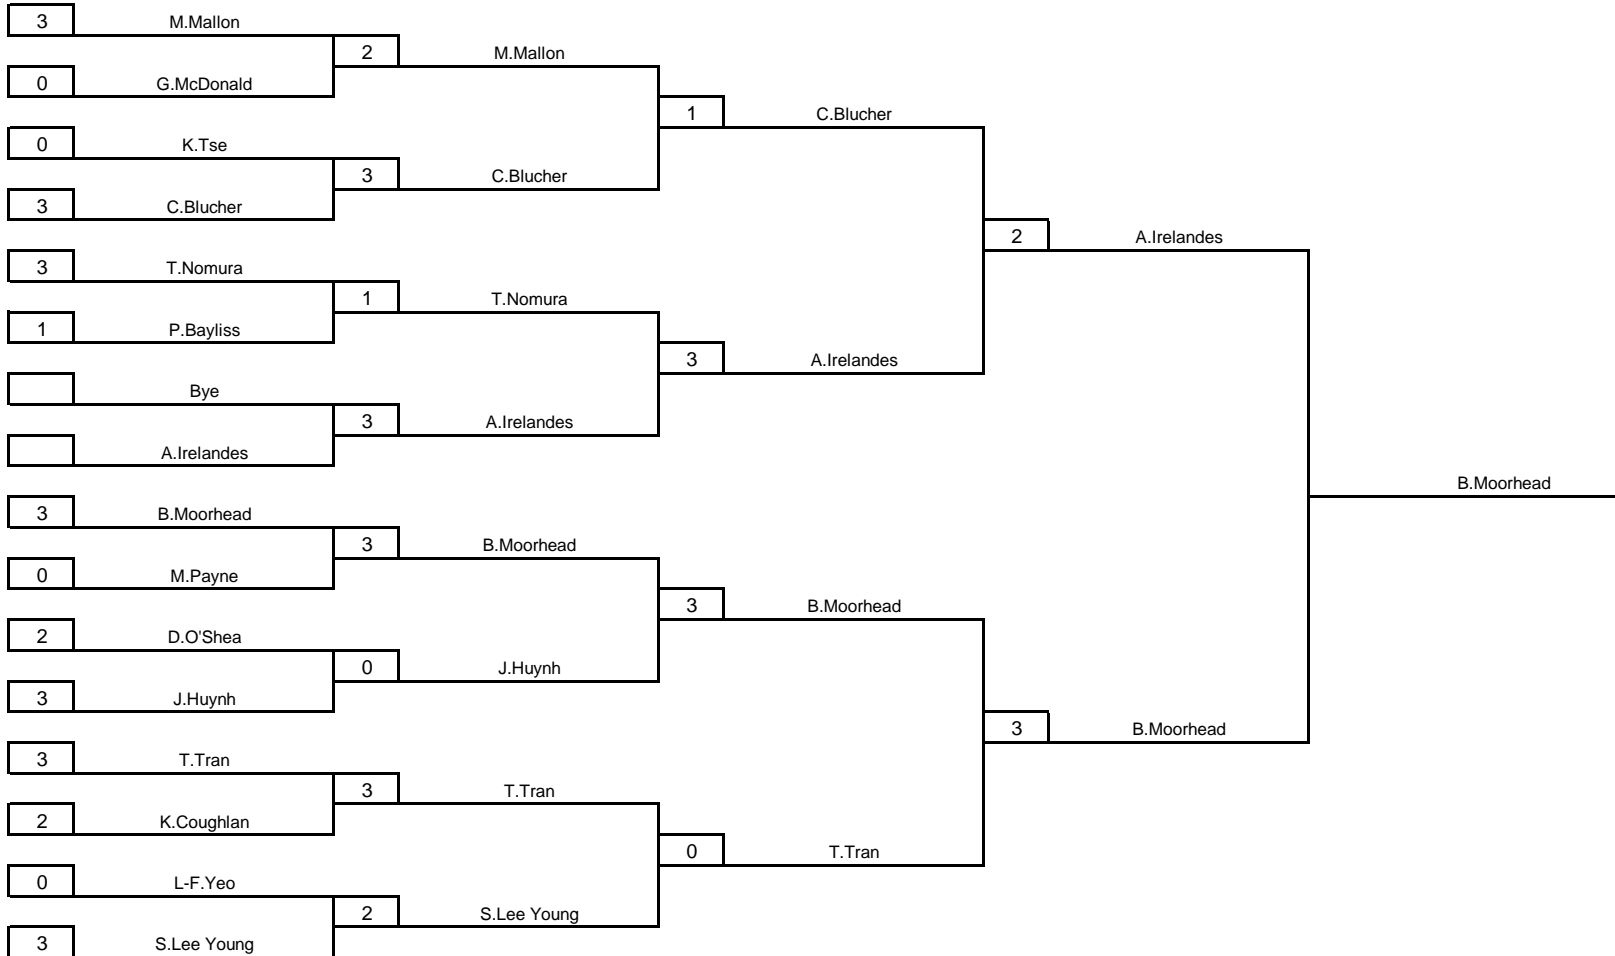 3 M.Mallon
2 M.Mallon
0 G.McDonald
1 C.Blucher
0 K.Tse
3 C.Blucher
3 C.Blucher
2 A.Irelandes
3 T.Nomura
1 T.Nomura
1 P.Bayliss
3 A.Irelandes
Bye
3 A.Irelandes
A.Irelandes
B.Moorhead
3 B.Moorhead
3 B.Moorhead
0 M.Payne
3 B.Moorhead
2 D.O'Shea
0 J.Huynh
3 J.Huynh
3 B.Moorhead
3 T.Tran
3 T.Tran
2 K.Coughlan
0 T.Tran
0 L-F.Yeo
2 S.Lee Young
3 S.Lee Young